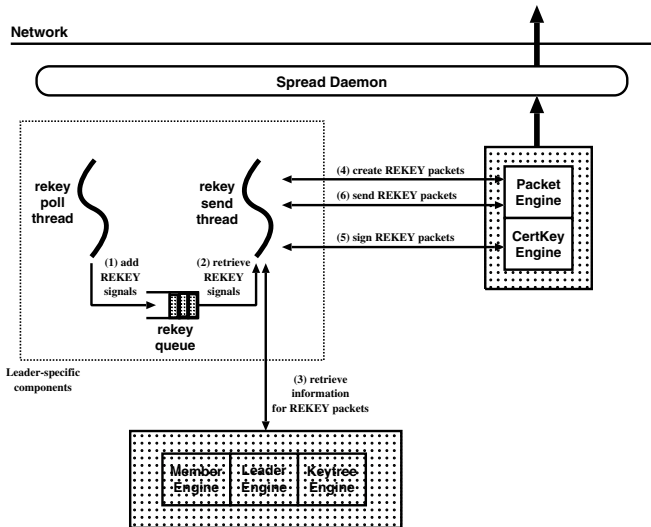 Network
Spread Daemon
rekey
poll
thread
rekey
send
thread
(4) create REKEY packets
(6) send REKEY packets
(5) sign REKEY packets
Packet
Engine
CertKey
Engine
(1) add
REKEY
signals
(2) retrieve
REKEY
signals
rekey
queue
Leader-specific
components
(3) retrieve
information
for REKEY packets
Member
Engine
Leader
Engine
Keytree
Engine